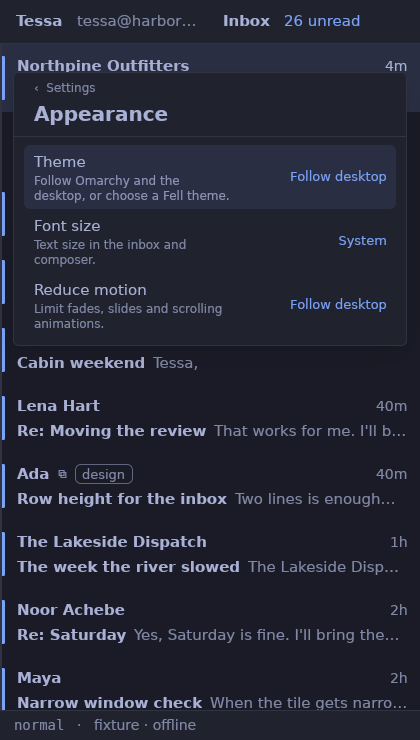 Tessa tessa@harbor… Inbox 26 unread
Northpine Outfitters 4m
‹ Settings
Appearance
Theme
Follow Omarchy and the
desktop, or choose a Fell theme.
Follow desktop
Font size
Text size in the inbox and
composer.
System
Reduce motion
Limit fades, slides and scrolling
animations.
Follow desktop
Cabin weekend Tessa,
Lena Hart 40m
Re: Moving the review That works for me. I'll b…
Ada design 40m
Row height for the inbox Two lines is enough…
The Lakeside Dispatch 1h
The week the river slowed The Lakeside Disp…
Noor Achebe 2h
Re: Saturday Yes, Saturday is fine. I'll bring the…
Maya 2h
Narrow window check When the tile gets narro…
normal · fixture · offline